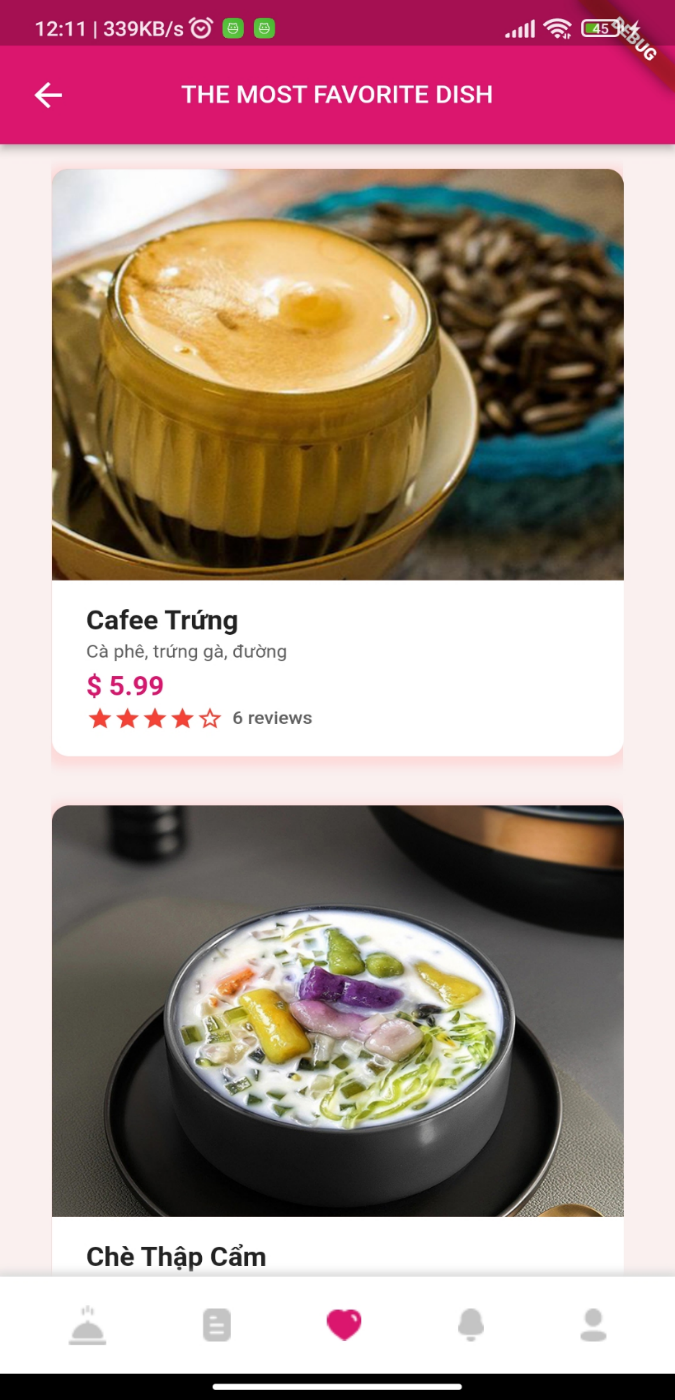 12:11 | 339KB/s
45
DEBUG
THE MOST FAVORITE DISH
Cafee Trứng
Cà phê, trứng gà, đường
$ 5.99
6 reviews
Chè Thập Cẩm